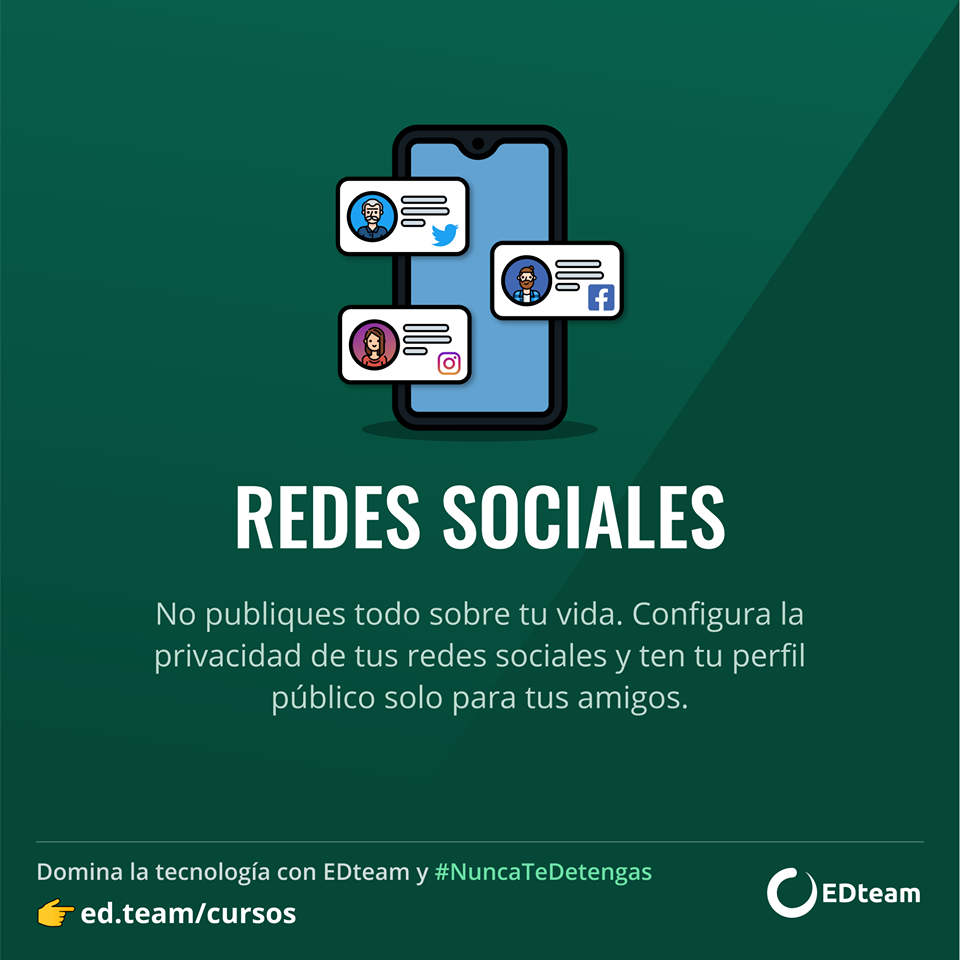 REDES SOCIALES
No publiques todo sobre tu vida. Configura la
privacidad de tus redes sociales y ten tu perfil
público solo para tus amigos.
Domina la tecnología con EDteam y #NuncaTeDetengas
👉 ed.team/cursos
EDteam